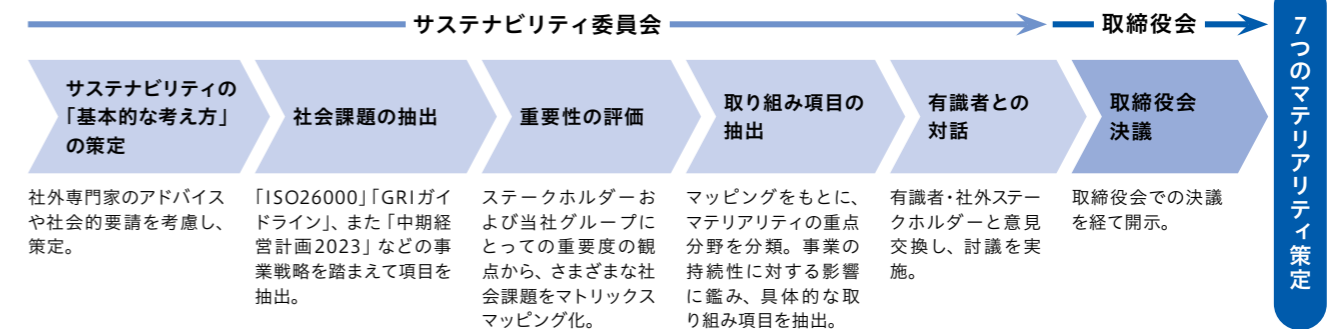 サステナビリティ委員会
取締役会
サステナビリティの
「基本的な考え方」
の策定
社会課題の抽出
重要性の評価
取り組み項目の
抽出
有識者との
対話
取締役会
決議
社外専門家のアドバイス
や社会的要請を考慮し、
策定。
「ISO26000」「GRIガイ
ドライン」、また「中期経
営計画2023」などの事
業戦略を踏まえて項目を
抽出。
ステークホルダーお
よび当社グループに
とっての重要度の観
点から、さまざまな社
会課題をマトリックス
マッピング化。
マッピングをもとに、
マテリアリティの重点
分野を分類。事業の
持続性に対する影響
に鑑み、具体的な取
り組み項目を抽出。
有識者・社外ステー
クホルダーと意見
交換し、討議を実
施。
取締役会での決議
を経て開示。
7つのマテリアリティ策定